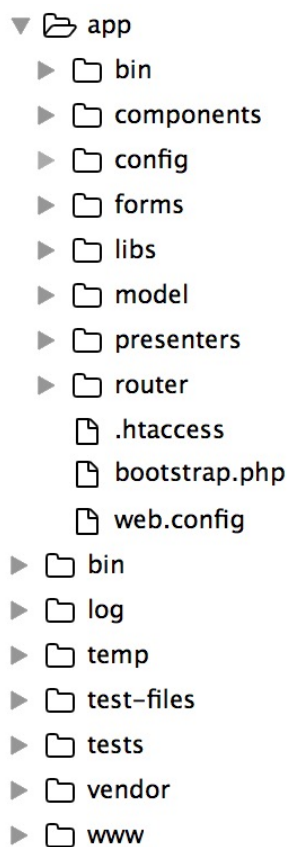 app
bin
components
config
forms
libs
model
presenters
router
.htaccess
bootstrap.php
web.config
bin
log
temp
test-files
tests
vendor
www